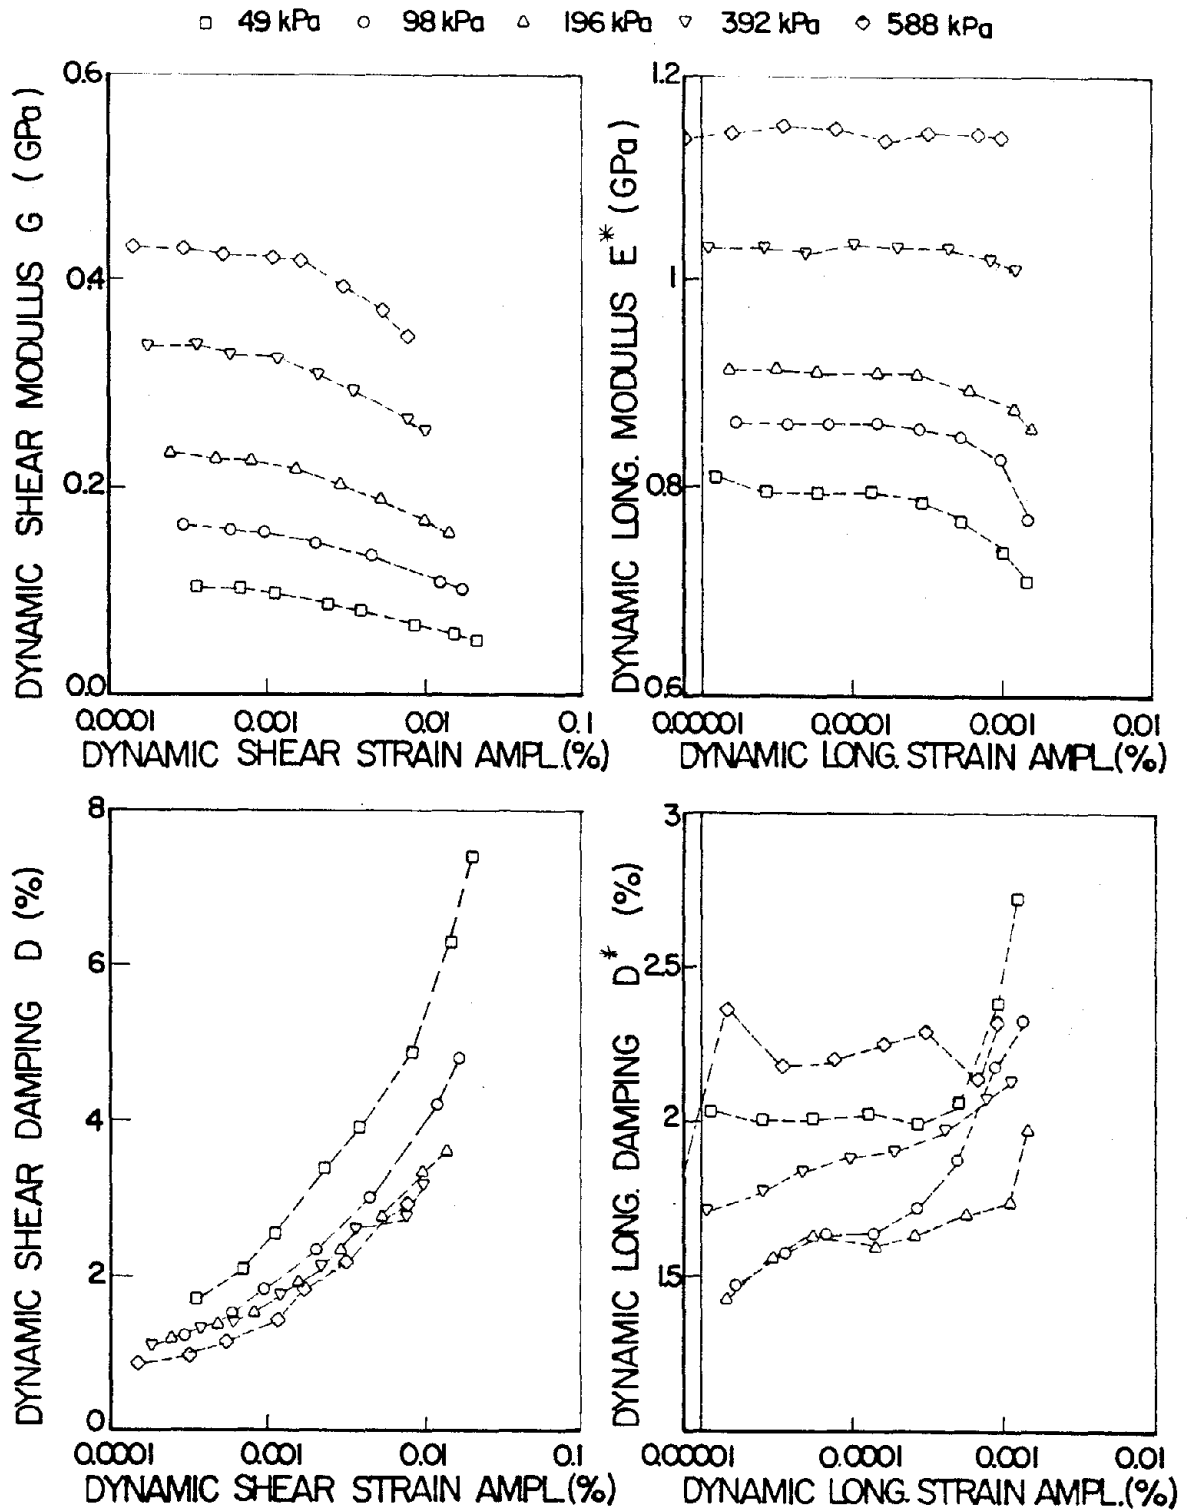 49 kPa 98 kPa 196 kPa 392 kPa 588 kPa
DYNAMIC SHEAR MODULUS G (GPa)
0.6
0.4
0.2
0.0
0.0001 0.001 0.01 0.1
DYNAMIC SHEAR STRAIN AMPL.(%)
DYNAMIC LONG. MODULUS E* (GPa)
1.2
1
0.8
0.6
0.00001 0.0001 0.001 0.01
DYNAMIC LONG. STRAIN AMPL.(%)
DYNAMIC SHEAR DAMPING D (%)
8
6
4
2
0
0.0001 0.001 0.01 0.1
DYNAMIC SHEAR STRAIN AMPL.(%)
DYNAMIC LONG. DAMPING D* (%)
3
2.5
2
1.5
1
0.00001 0.0001 0.001 0.01
DYNAMIC LONG. STRAIN AMPL.(%)